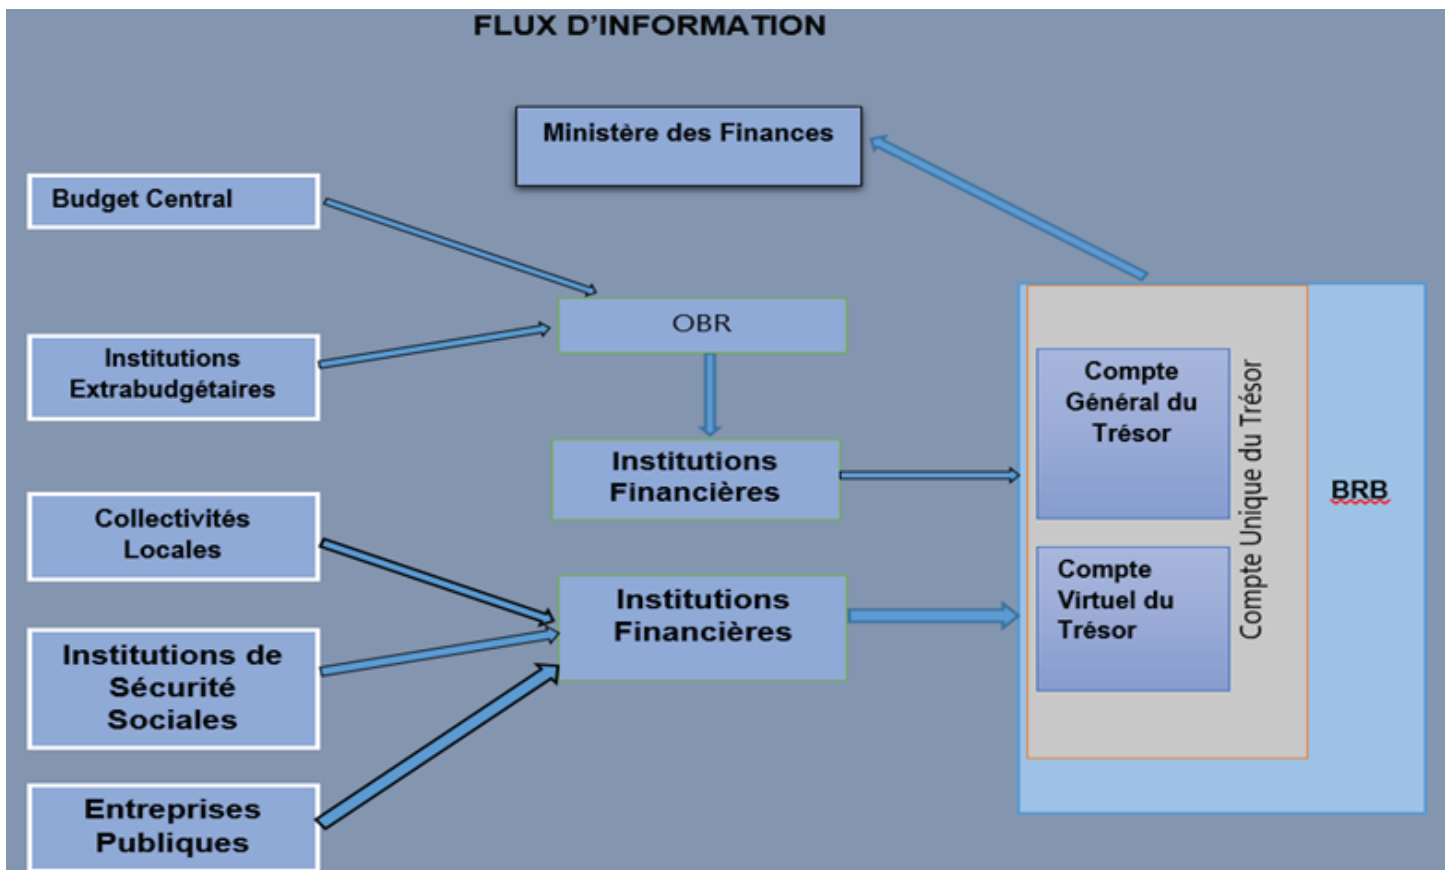 FLUX D’INFORMATION
Ministère des Finances
Budget Central
OBR
Institutions
Extrabudgétaires
Institutions
Financières
Collectivités
Locales
Institutions
Financières
Institutions de
Sécurité
Sociales
Entreprises
Publiques
Compte
Général du
Trésor
Compte
Virtuel du
Trésor
Compte Unique du Trésor
BRB